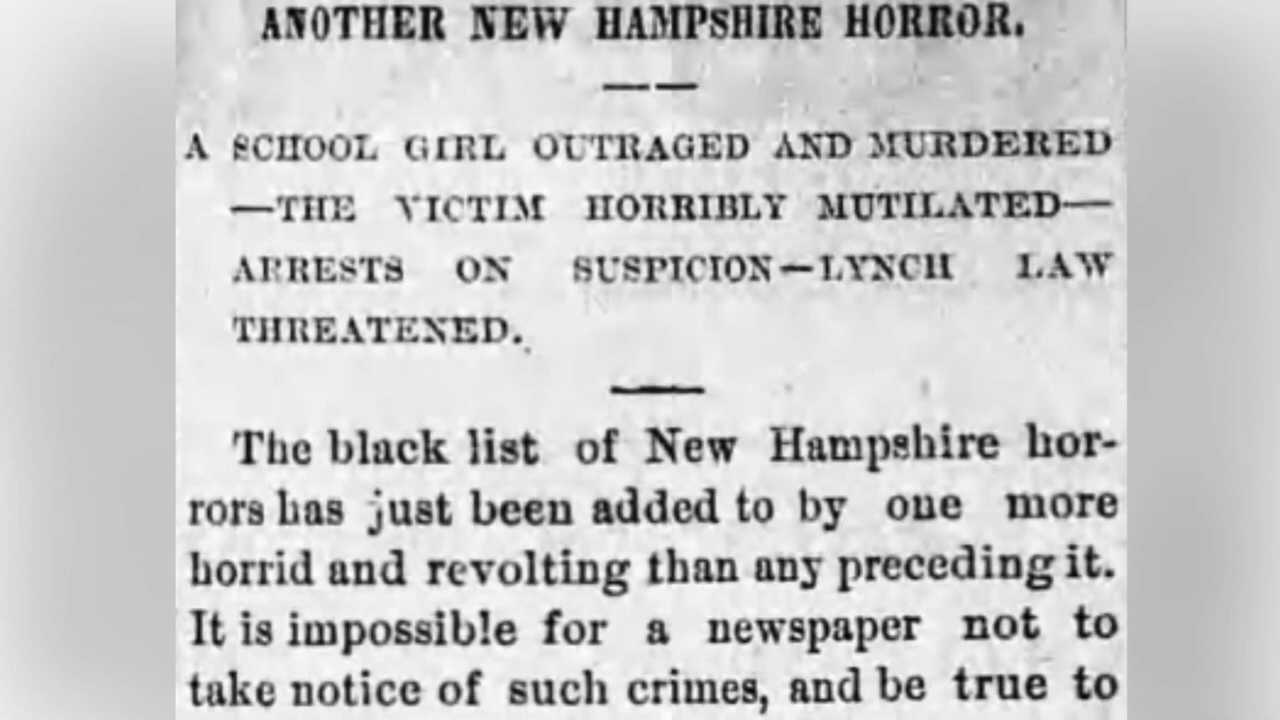 ANOTHER NEW HAMPSHIRE HORROR.
A SCHOOL GIRL OUTRAGED AND MURDERED
—THE VICTIM HORRIBLY MUTILATED—
ARRESTS ON SUSPICION—LYNCH LAW
THREATENED.
The black list of New Hampshire hor-
rors has just been added to by one more
horrid and revolting than any preceding it.
It is impossible for a newspaper not to
take notice of such crimes, and be true to